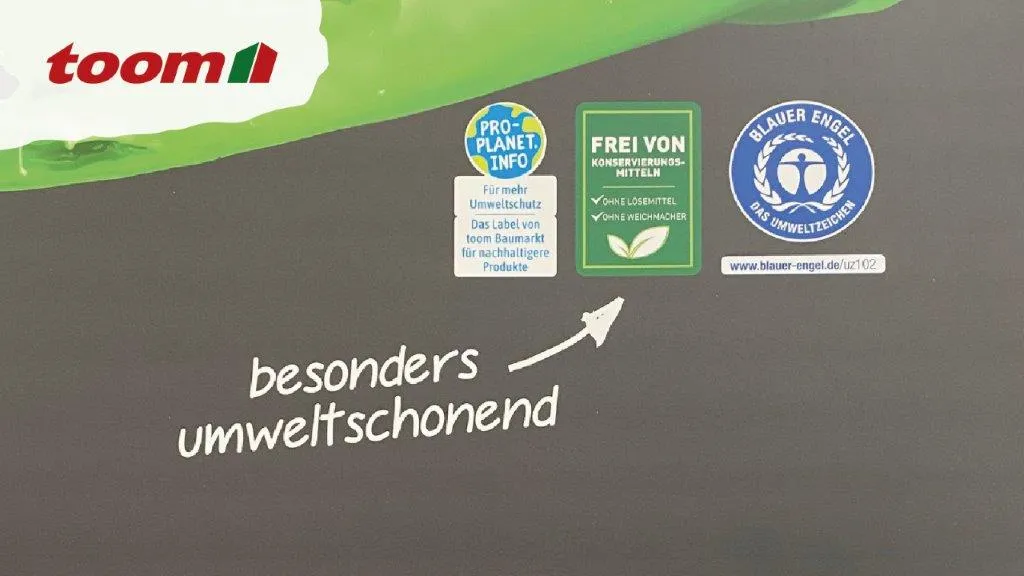 toom
PRO-
PLANET.
INFO
Für mehr
Umweltschutz
Das Label von
toom Baumarkt
für nachhaltigere
Produkte
FREI VON
KONSERVIERUNGS-
MITTELN
OHNE LÖSEMITTEL
OHNE WEICHMACHER
BLAUER ENGEL
DAS UMWELTZEICHEN
www.blauer-engel.de/uz102
besonders
umweltschonend